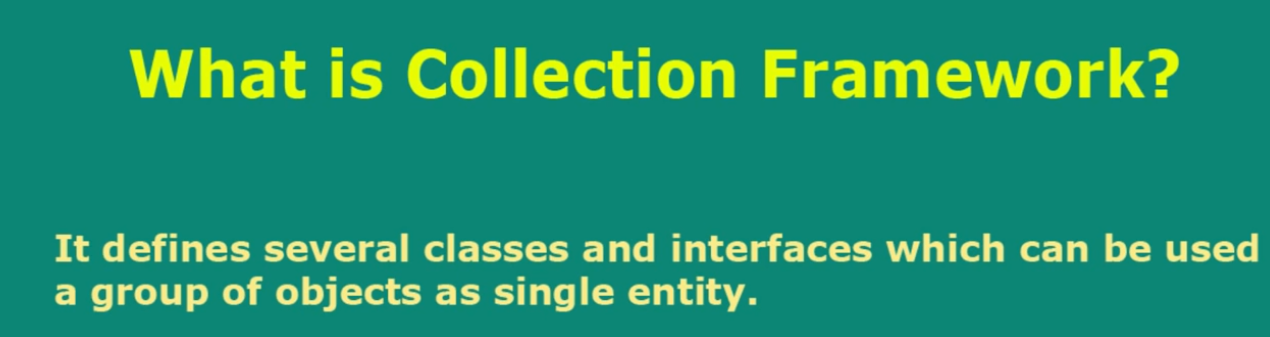 What is Collection Framework?
It defines several classes and interfaces which can be used
a group of objects as single entity.